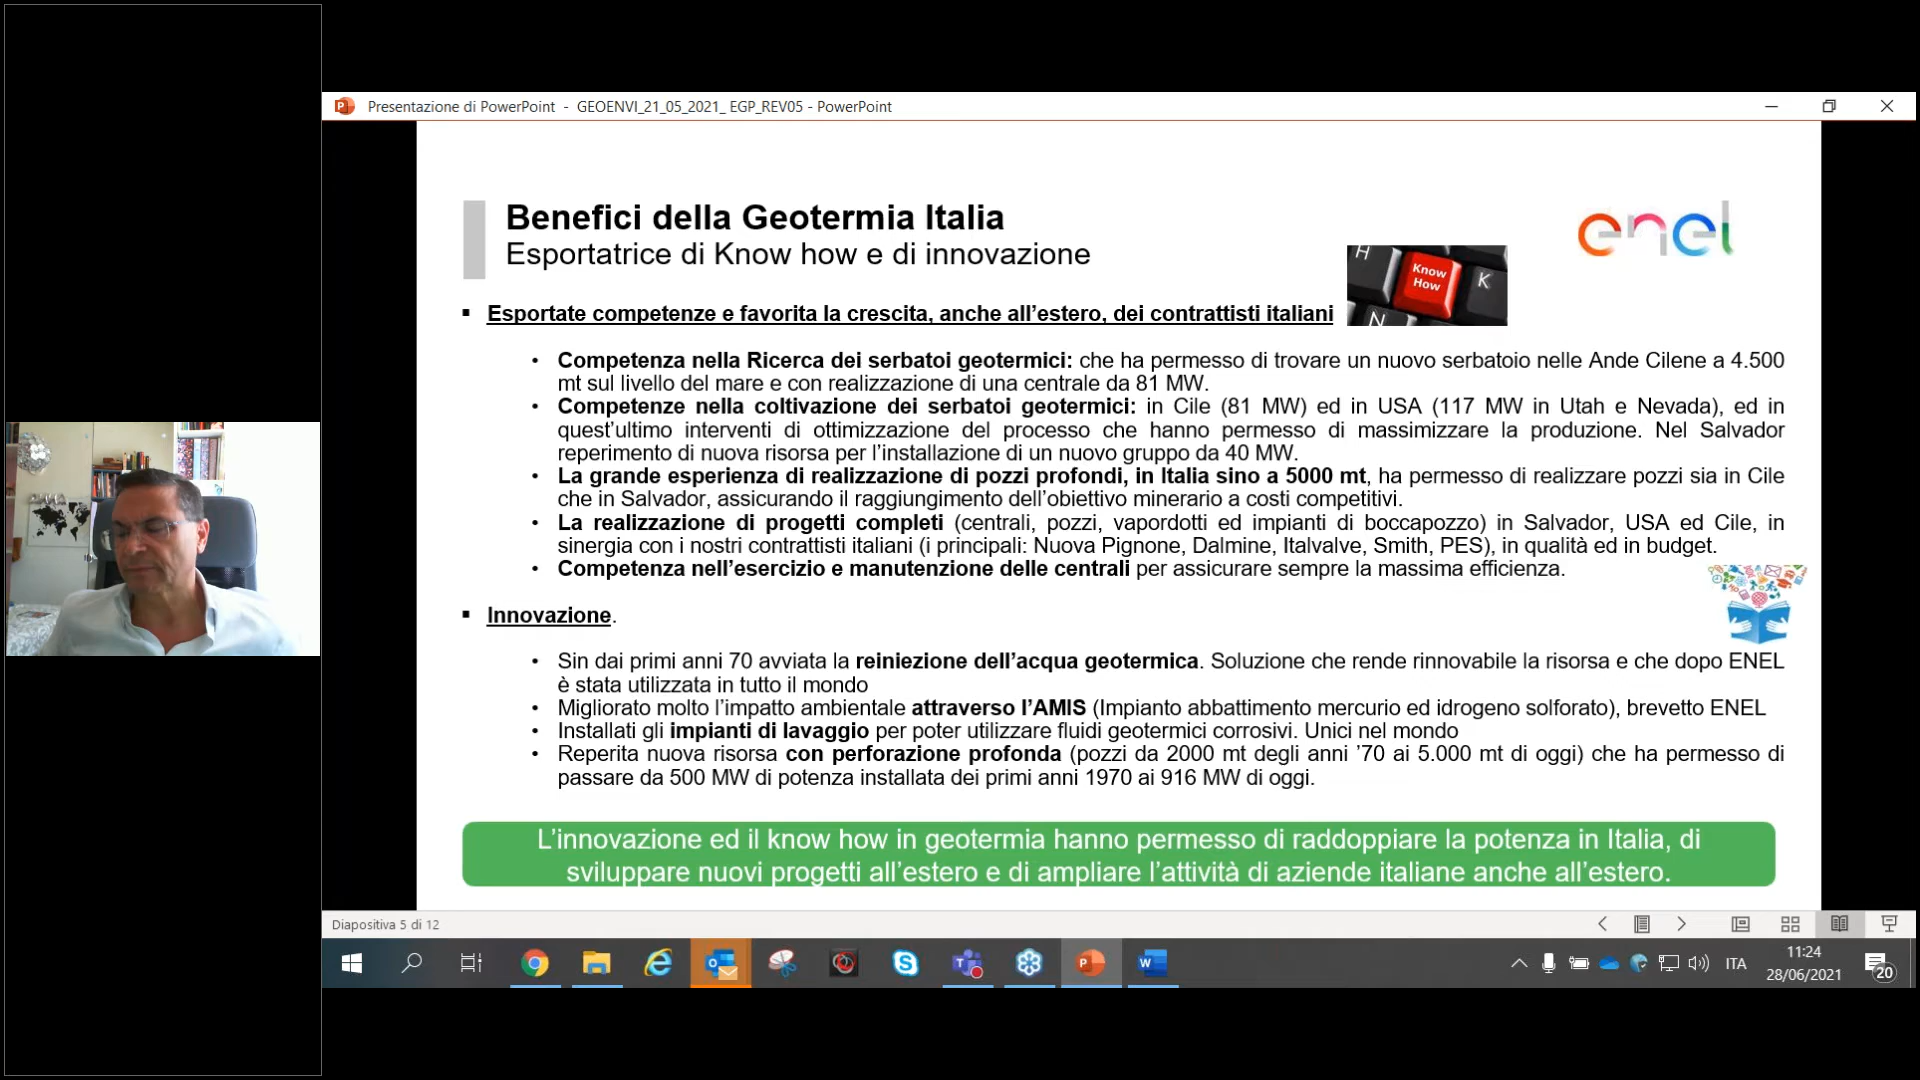 Presentazione di PowerPoint - GEOENVI_21_05_2021_ EGP_REV05 - PowerPoint
Benefici della Geotermia Italia
Esportatrice di Know how e di innovazione
enel
H
Know
How
K
N
▪ Esportate competenze e favorita la crescita, anche all’estero, dei contrattisti italiani
• Competenza nella Ricerca dei serbatoi geotermici: che ha permesso di trovare un nuovo serbatoio nelle Ande Cilene a 4.500
mt sul livello del mare e con realizzazione di una centrale da 81 MW.
• Competenze nella coltivazione dei serbatoi geotermici: in Cile (81 MW) ed in USA (117 MW in Utah e Nevada), ed in
quest’ultimo interventi di ottimizzazione del processo che hanno permesso di massimizzare la produzione. Nel Salvador
reperimento di nuova risorsa per l’installazione di un nuovo gruppo da 40 MW.
• La grande esperienza di realizzazione di pozzi profondi, in Italia sino a 5000 mt, ha permesso di realizzare pozzi sia in Cile
che in Salvador, assicurando il raggiungimento dell’obiettivo minerario a costi competitivi.
• La realizzazione di progetti completi (centrali, pozzi, vapordotti ed impianti di boccapozzo) in Salvador, USA ed Cile, in
sinergia con i nostri contrattisti italiani (i principali: Nuova Pignone, Dalmine, Italvalve, Smith, PES), in qualità ed in budget.
• Competenza nell’esercizio e manutenzione delle centrali per assicurare sempre la massima efficienza.
▪ Innovazione.
• Sin dai primi anni 70 avviata la reiniezione dell’acqua geotermica. Soluzione che rende rinnovabile la risorsa e che dopo ENEL
è stata utilizzata in tutto il mondo
• Migliorato molto l’impatto ambientale attraverso l’AMIS (Impianto abbattimento mercurio ed idrogeno solforato), brevetto ENEL
• Installati gli impianti di lavaggio per poter utilizzare fluidi geotermici corrosivi. Unici nel mondo
• Reperita nuova risorsa con perforazione profonda (pozzi da 2000 mt degli anni ’70 ai 5.000 mt di oggi) che ha permesso di
passare da 500 MW di potenza installata dei primi anni 1970 ai 916 MW di oggi.
L’innovazione ed il know how in geotermia hanno permesso di raddoppiare la potenza in Italia, di
sviluppare nuovi progetti all’estero e di ampliare l’attività di aziende italiane anche all’estero.
Diapositiva 5 di 12
ITA
11:24
28/06/2021
20